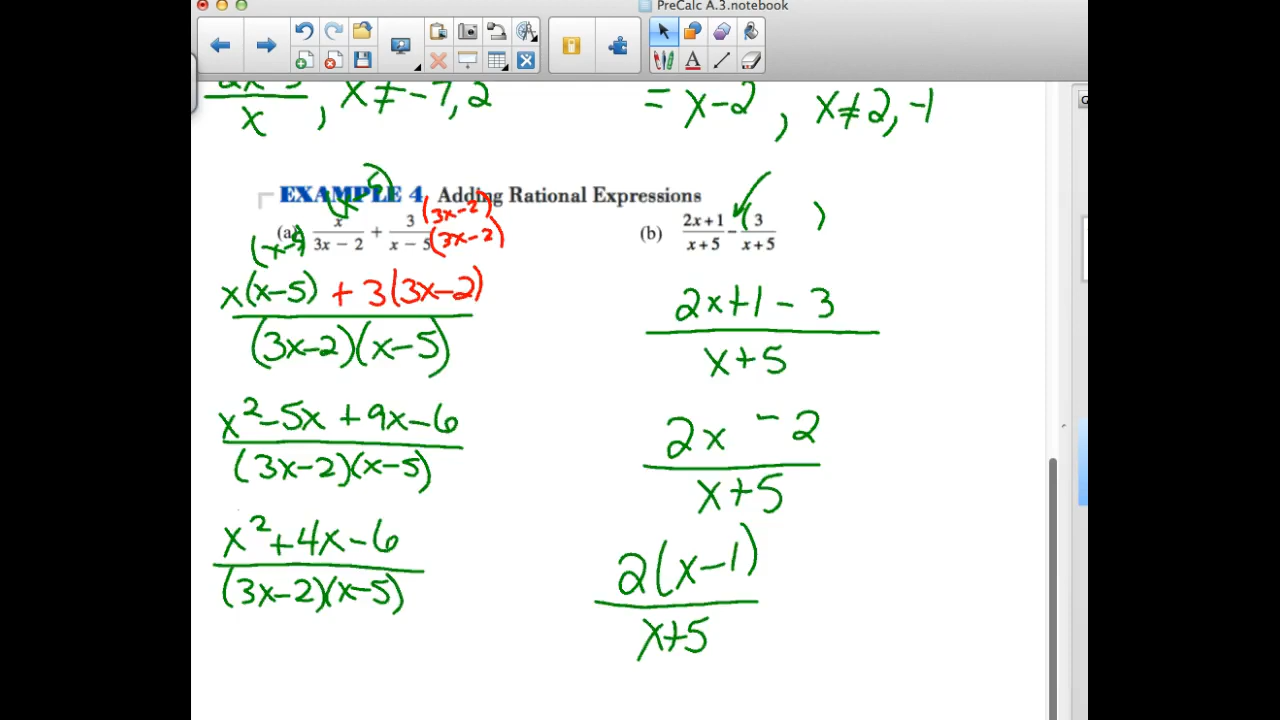 PreCalc A.3.notebook
x , x ≠ -7, 2
= x-2 , x ≠ 2, -1
EXAMPLE 4 Adding Rational Expressions
(a) x/(3x − 2) + 3/(x − 5)
(x-5)
(3x-2)
(3x-2)
x(x-5) + 3(3x-2)
(3x-2)(x-5)
x²-5x +9x-6
(3x-2)(x-5)
x²+4x-6
(3x-2)(x-5)
(b) (2x + 1)/(x + 5) − (3/(x + 5) )
2x+1 - 3
x+5
2x - 2
x+5
2(x-1)
x+5